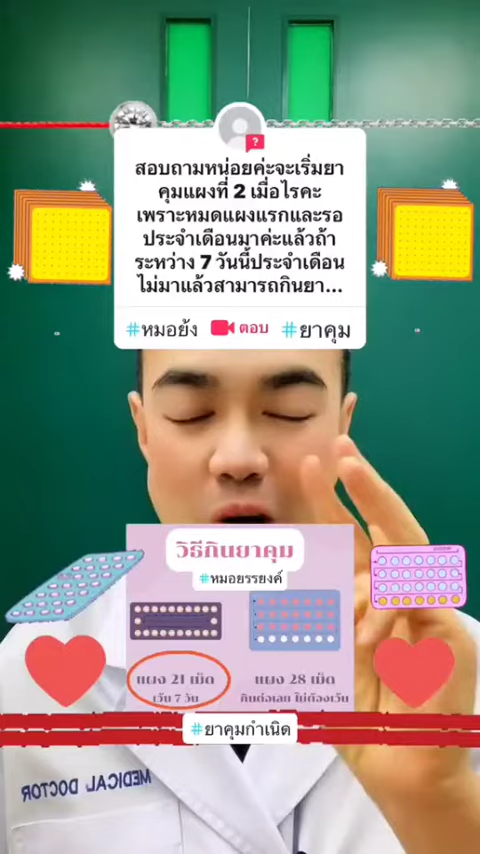 ?
สอบถามหน่อยค่ะจะเริ่มยา
คุมแผงที่ 2 เมื่อไรคะ
เพราะหมดแผงแรกและรอ
ประจำเดือนมาค่ะแล้วถ้า
ระหว่าง 7 วันนี้ประจำเดือน
ไม่มาแล้วสามารถกินยา...
#หมอยัง ตอบ #ยาคุม
วิธีกินยาคุม
#หมอรรยงค์
แผง 21 เม็ด
เว้น 7 วัน
แผง 28 เม็ด
กินต่อเลย ไม่ต้องเว้น
#ยาคุมกำเนิด
MEDICAL DOCTOR